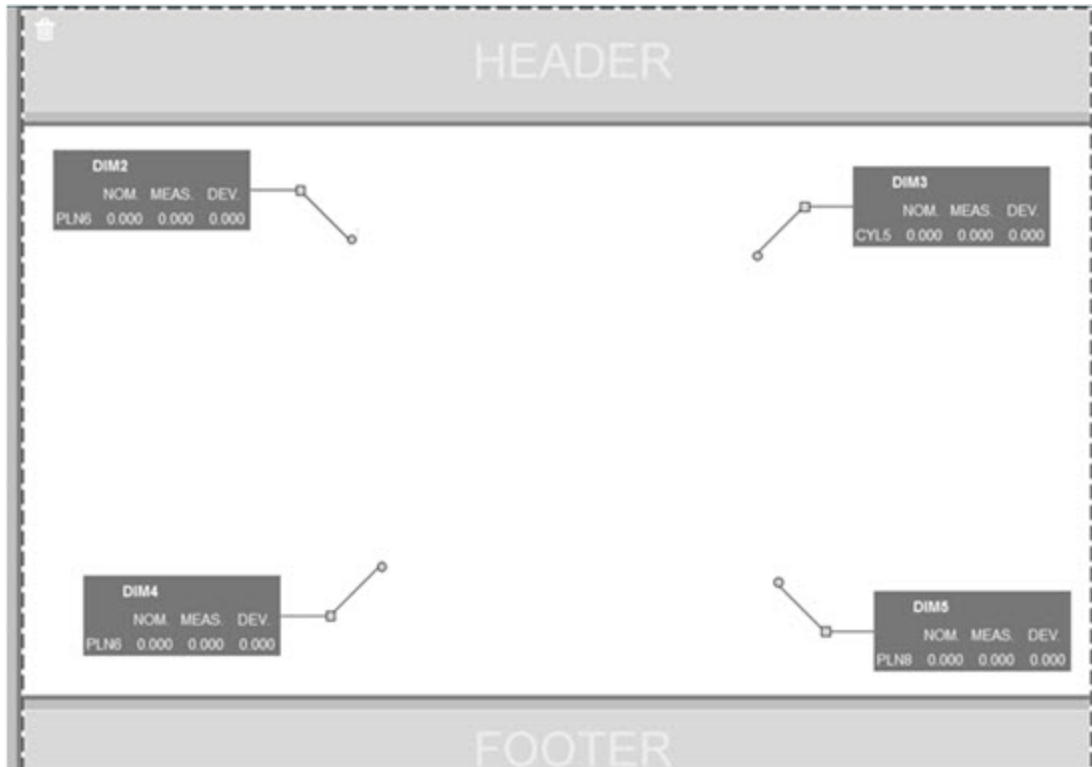 HEADER
DIM2
NOM. MEAS. DEV.
PLN6 0.000 0.000 0.000
DIM3
NOM. MEAS. DEV.
CYL5 0.000 0.000 0.000
DIM4
NOM. MEAS. DEV.
PLN6 0.000 0.000 0.000
DIM5
NOM. MEAS. DEV.
PLN8 0.000 0.000 0.000
FOOTER